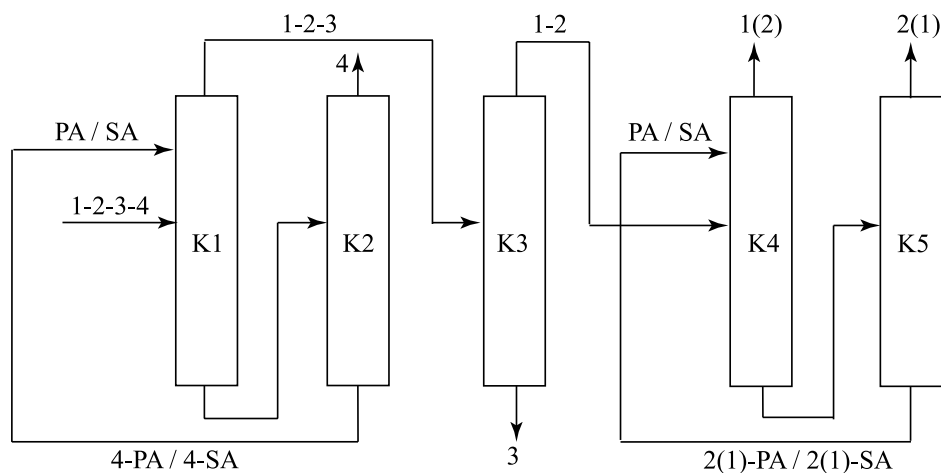 1-2-3
1-2
1(2)
2(1)
4
PA / SA
PA / SA
1-2-3-4
K1
K2
K3
K4
K5
4-PA / 4-SA
3
2(1)-PA / 2(1)-SA